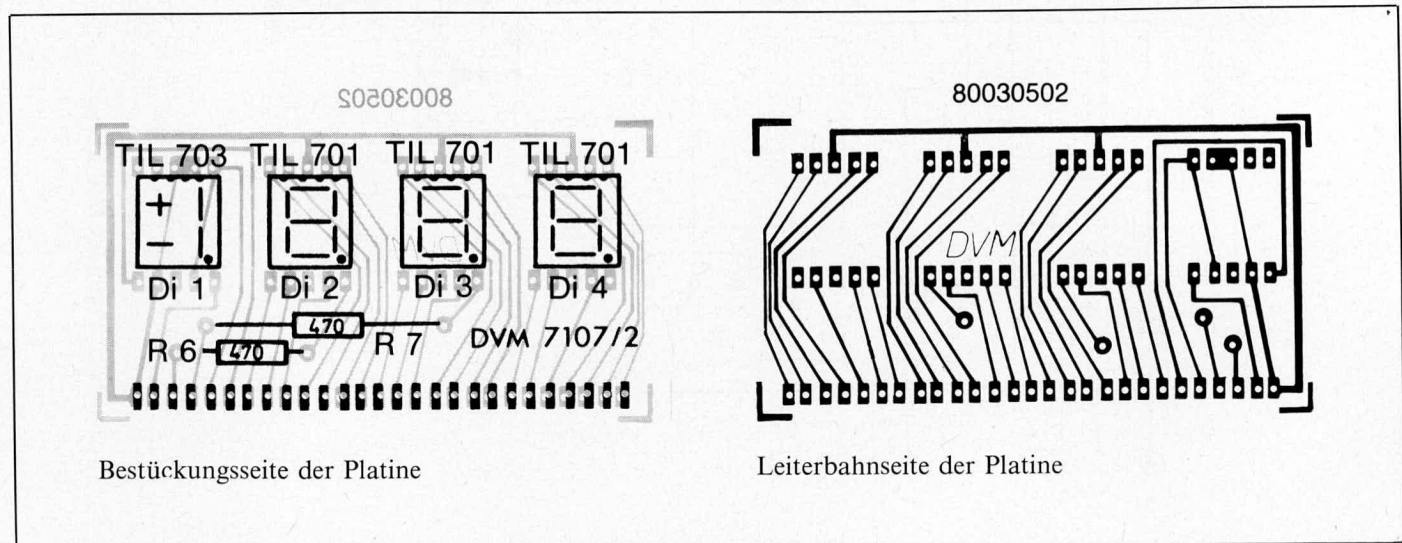 80030502
TIL 703 TIL 701 TIL 701 TIL 701
+ 1
−
Di 1 Di 2 Di 3 Di 4
470
R 7
DVM 7107/2
R 6
470
Bestückungsseite der Platine
80030502
DVM
Leiterbahnseite der Platine